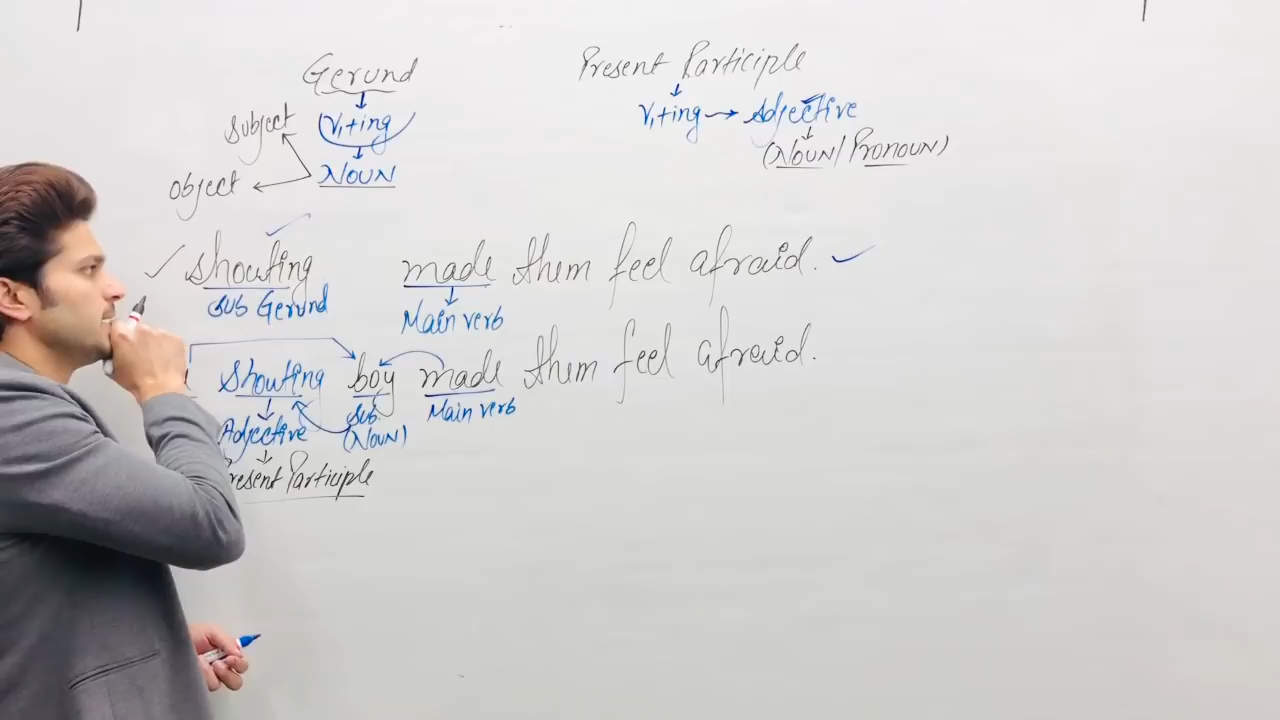 Gerund
Present Participle
Subject
V₁+ing
V₁+ing → Adjective
(Noun/Pronoun)
Object
NOUN
Shouting made them feel afraid.
Sub Gerund
Main verb
Shouting boy made them feel afraid.
Adjective
Sub.
(Noun)
Main verb
Present Participle